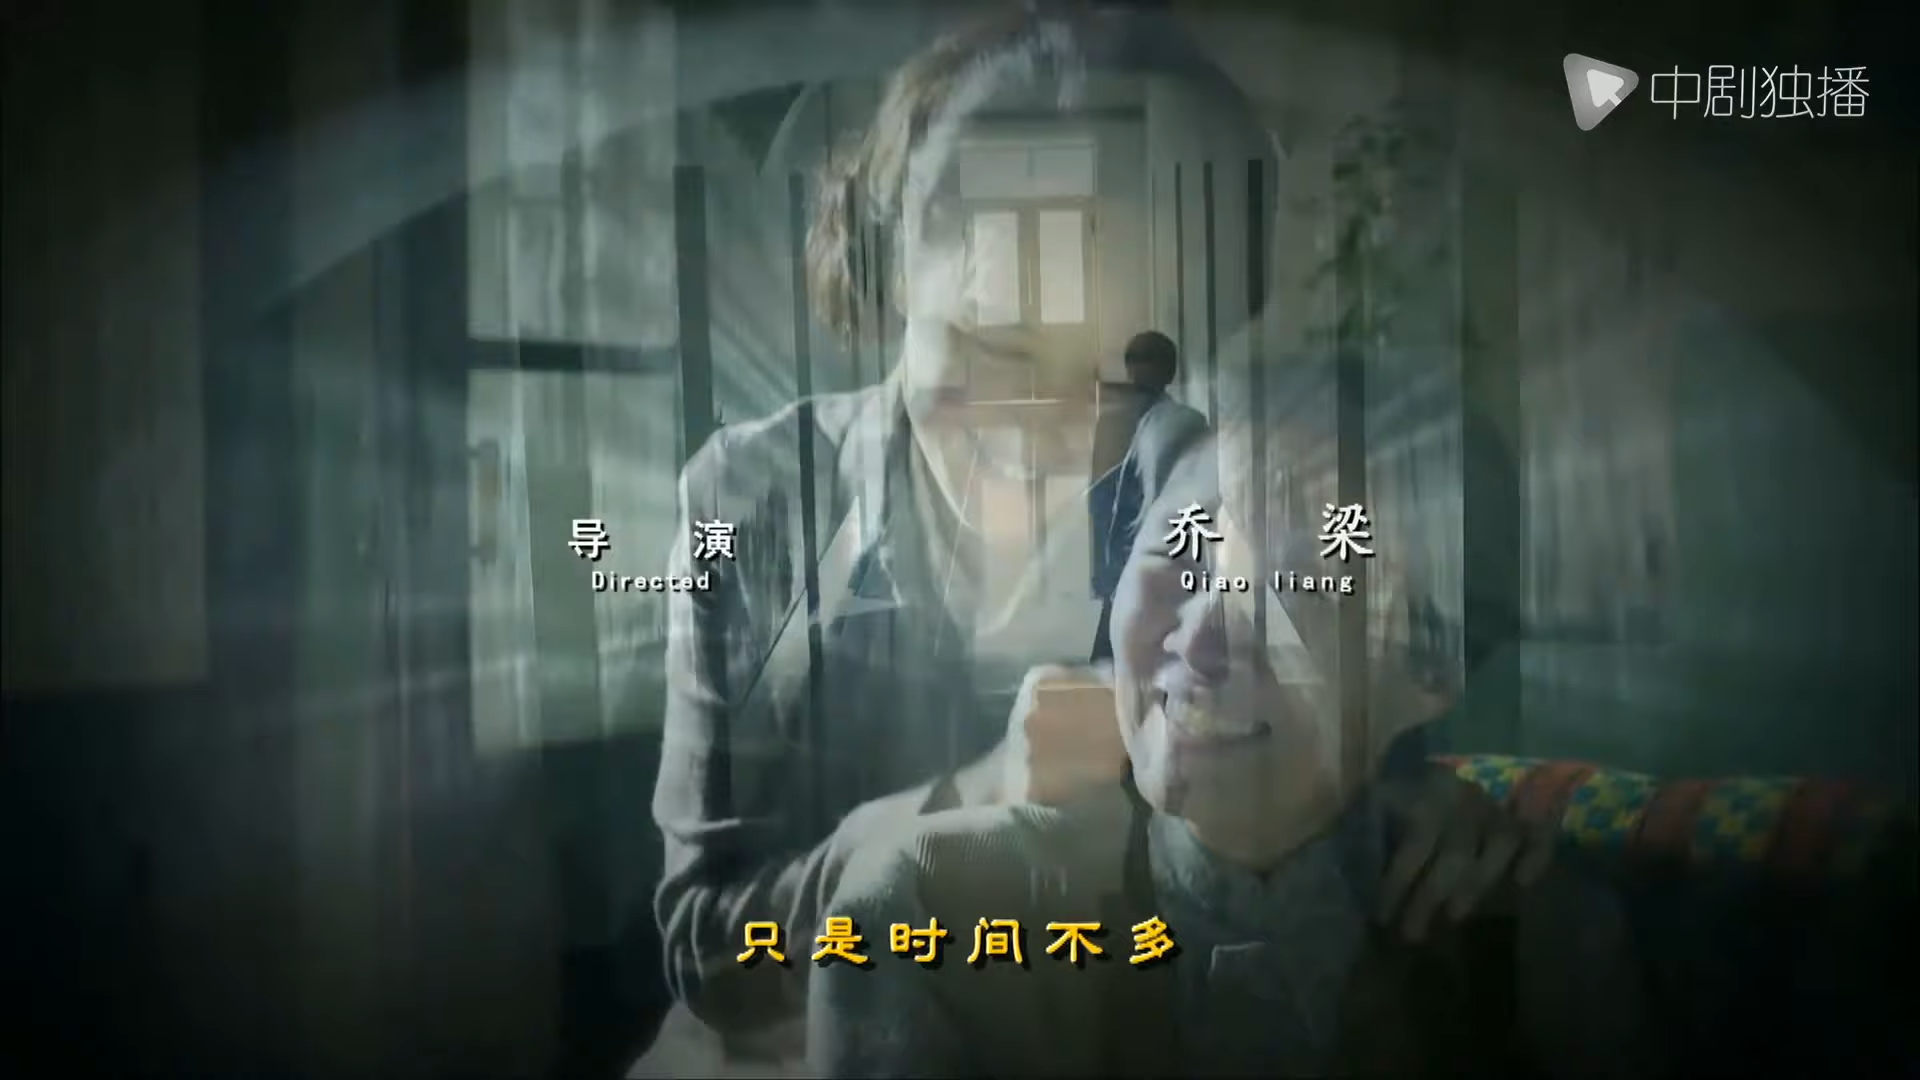 中剧独播
导演
Directed
乔梁
Qiao liang
只是时间不多